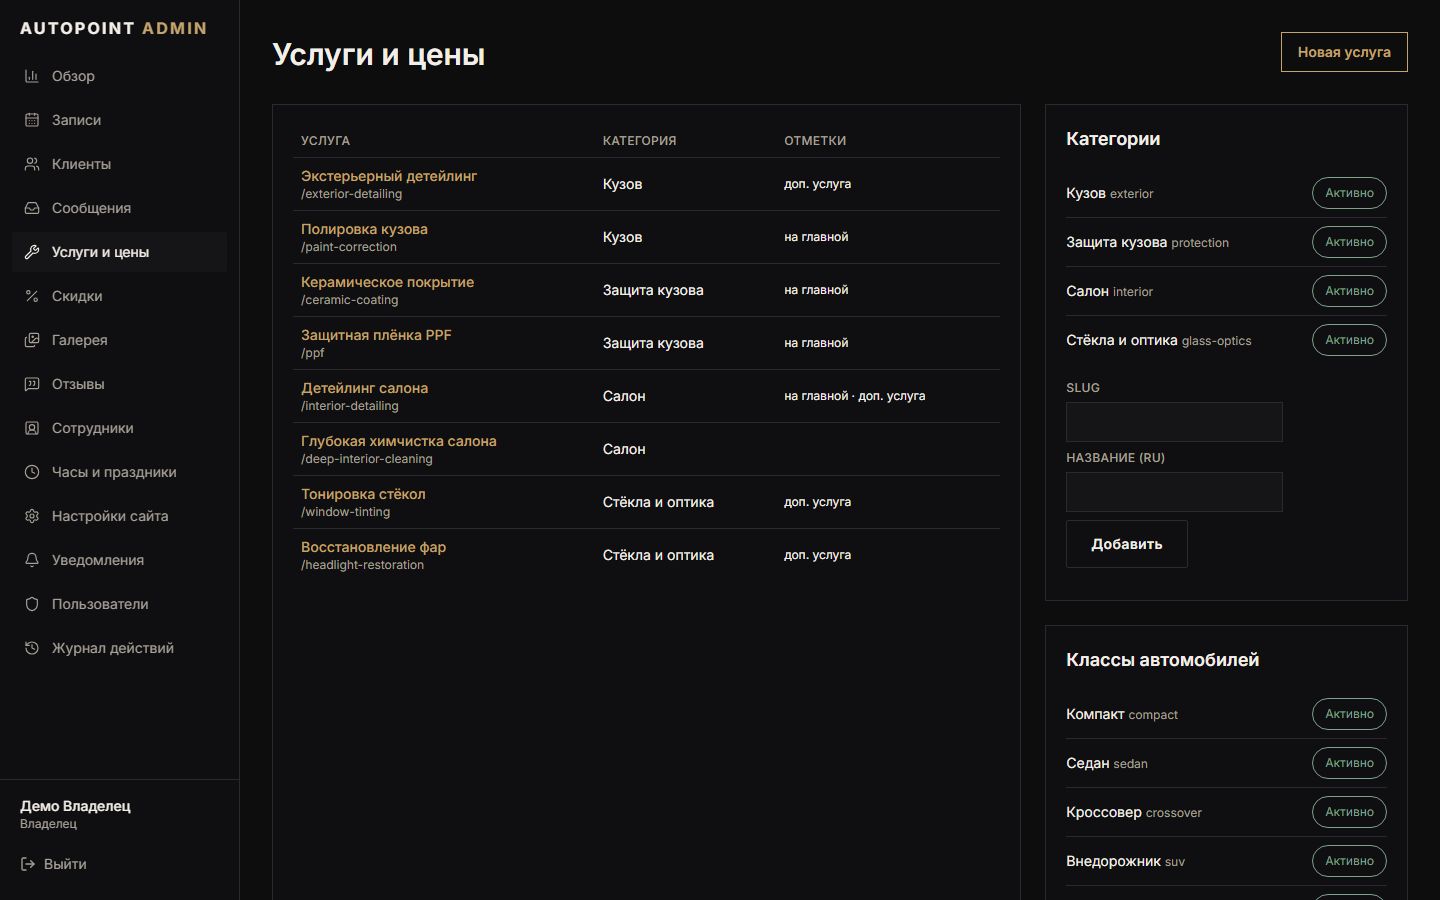 AUTOPOINT ADMIN
Обзор
Записи
Клиенты
Сообщения
Услуги и цены
Скидки
Галерея
Отзывы
Сотрудники
Часы и праздники
Настройки сайта
Уведомления
Пользователи
Журнал действий
Демо Владелец
Владелец
Выйти
Услуги и цены
Новая услуга
УСЛУГА КАТЕГОРИЯ ОТМЕТКИ
Экстерьерный детейлинг
/exterior-detailing
Кузов
доп. услуга
Полировка кузова
/paint-correction
Кузов
на главной
Керамическое покрытие
/ceramic-coating
Защита кузова
на главной
Защитная плёнка PPF
/ppf
Защита кузова
на главной
Детейлинг салона
/interior-detailing
Салон
на главной · доп. услуга
Глубокая химчистка салона
/deep-interior-cleaning
Салон
Тонировка стёкол
/window-tinting
Стёкла и оптика
доп. услуга
Восстановление фар
/headlight-restoration
Стёкла и оптика
доп. услуга
Категории
Кузов exterior Активно
Защита кузова protection Активно
Салон interior Активно
Стёкла и оптика glass-optics Активно
SLUG
НАЗВАНИЕ (RU)
Добавить
Классы автомобилей
Компакт compact Активно
Седан sedan Активно
Кроссовер crossover Активно
Внедорожник suv Активно